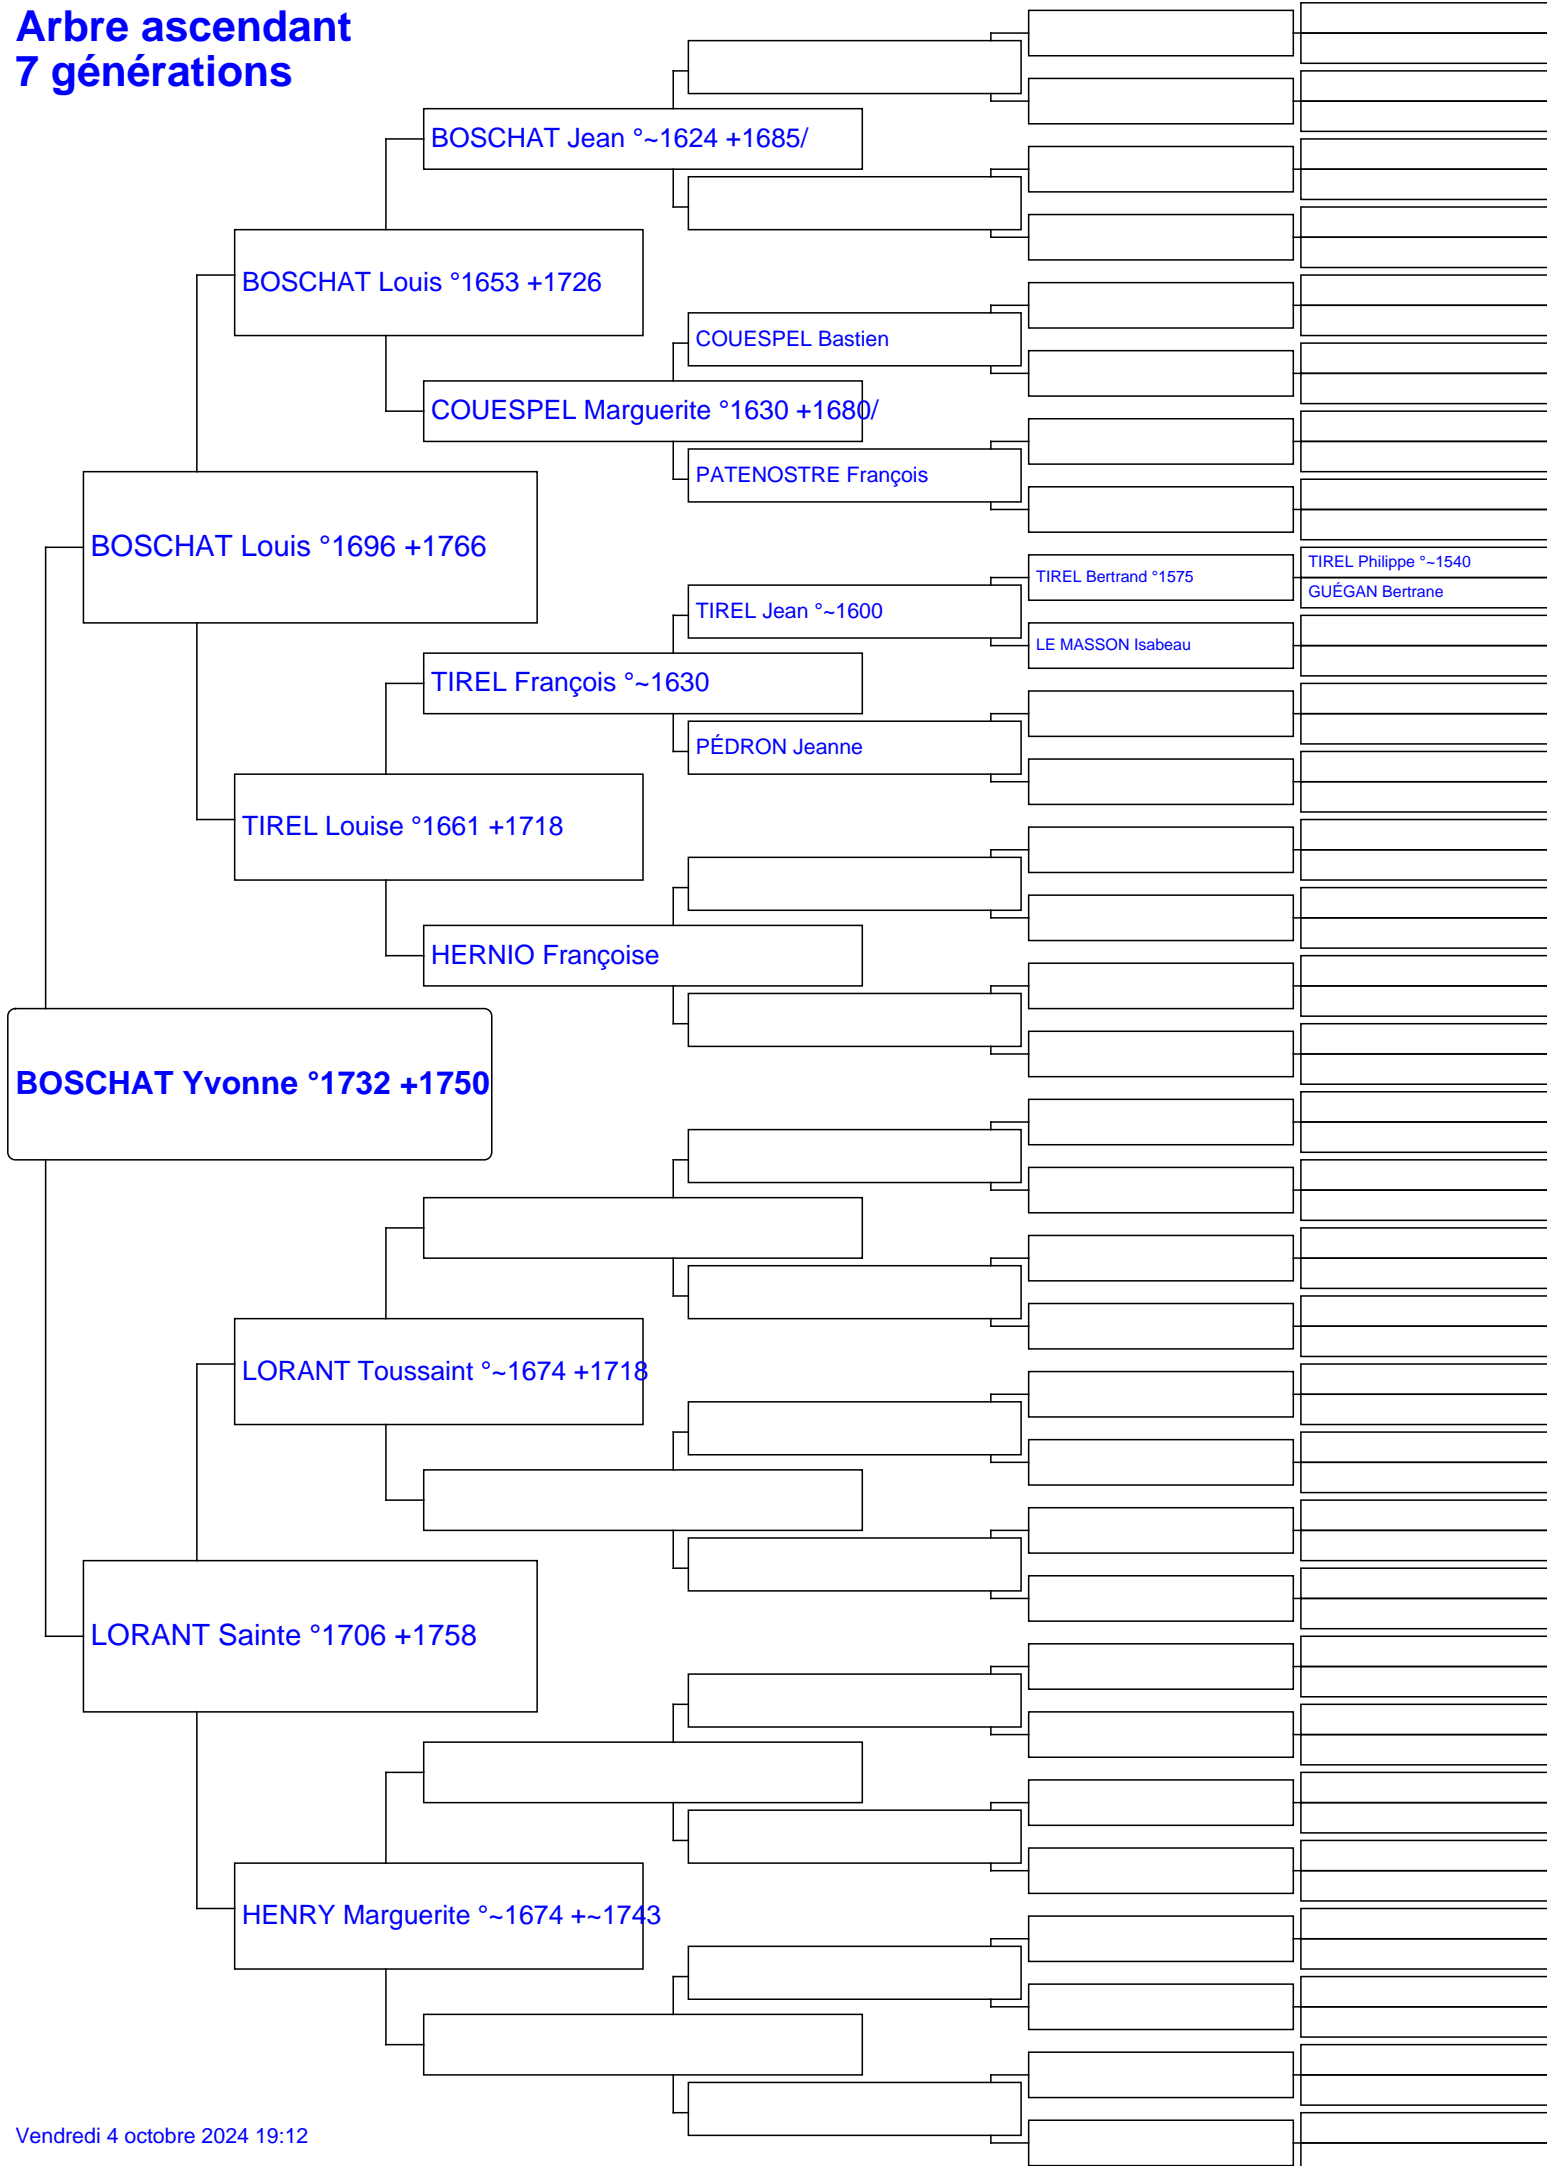 Arbre ascendant
7 générations
BOSCHAT Jean °~1624 +1685/
BOSCHAT Louis °1653 +1726
COUESPEL Bastien
COUESPEL Marguerite °1630 +1680/
PATENOSTRE François
BOSCHAT Louis °1696 +1766
TIREL Philippe °~1540
TIREL Bertrand °1575
GUÉGAN Bertrane
TIREL Jean °~1600
LE MASSON Isabeau
TIREL François °~1630
PÉDRON Jeanne
TIREL Louise °1661 +1718
HERNIO Françoise
BOSCHAT Yvonne °1732 +1750
LORANT Toussaint °~1674 +1718
LORANT Sainte °1706 +1758
HENRY Marguerite °~1674 +~1743
Vendredi 4 octobre 2024 19:12